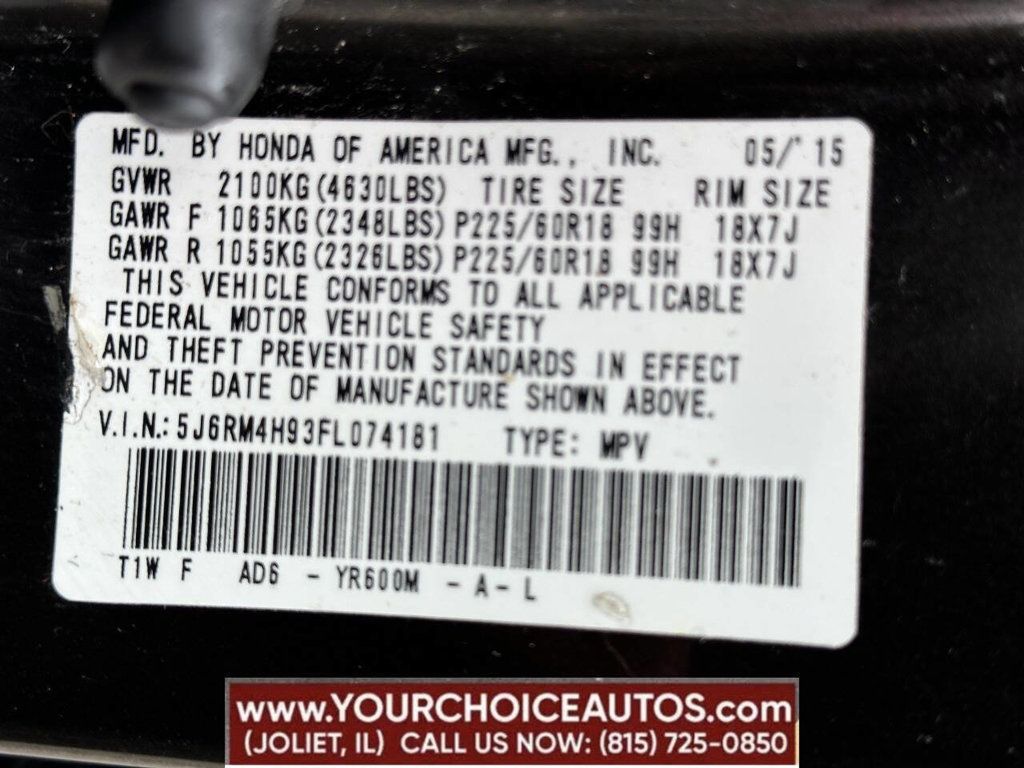 MFD. BY HONDA OF AMERICA MFG., INC. 05/'15
GVWR 2100KG(4630LBS) TIRE SIZE RIM SIZE
GAWR F 1065KG(2348LBS) P225/60R18 99H 18X7J
GAWR R 1055KG(2326LBS) P225/60R18 99H 18X7J
THIS VEHICLE CONFORMS TO ALL APPLICABLE
FEDERAL MOTOR VEHICLE SAFETY
AND THEFT PREVENTION STANDARDS IN EFFECT
ON THE DATE OF MANUFACTURE SHOWN ABOVE.
V.I.N.: 5J6RM4H93FL074181 TYPE: MPV
T1W F AD6 - YR600M - A - L
www.YOURCHOICEAUTOS.com
(JOLIET, IL) CALL US NOW: (815) 725-0850